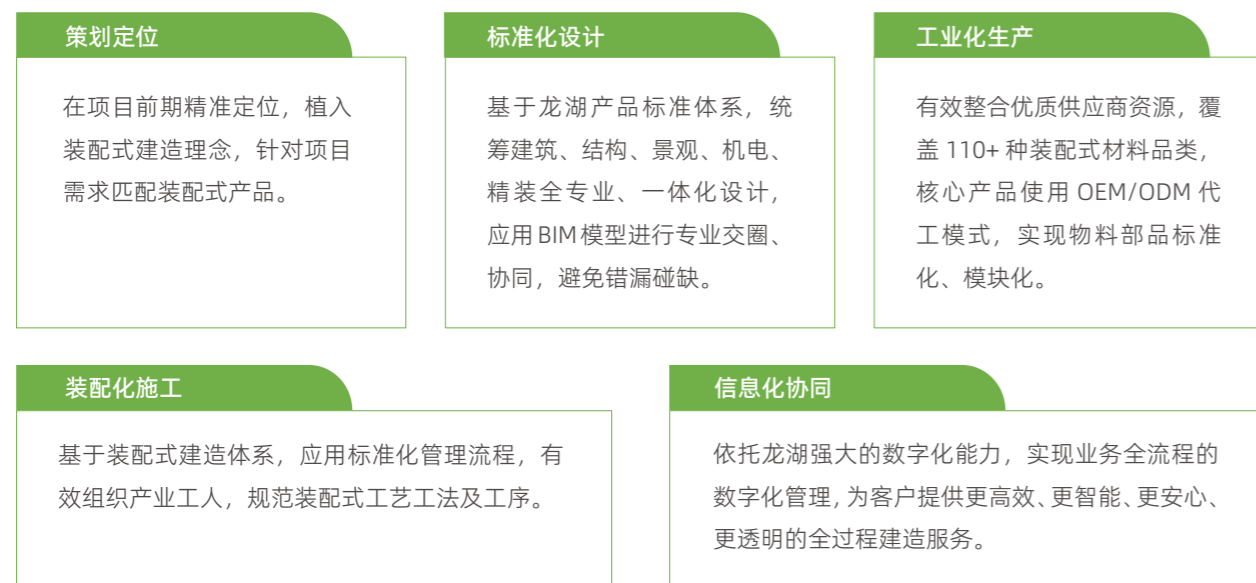 策划定位
在项目前期精准定位，植入
装配式建造理念，针对项目
需求匹配装配式产品。
标准化设计
基于龙湖产品标准体系，统
筹建筑、结构、景观、机电、
精装全专业、一体化设计，
应用BIM模型进行专业交圈、
协同，避免错漏碰缺。
工业化生产
有效整合优质供应商资源，覆
盖 110+ 种装配式材料品类，
核心产品使用 OEM/ODM 代
工模式，实现物料部品标准
化、模块化。
装配化施工
基于装配式建造体系，应用标准化管理流程，有
效组织产业工人，规范装配式工艺工法及工序。
信息化协同
依托龙湖强大的数字化能力，实现业务全流程的
数字化管理，为客户提供更高效、更智能、更安心、
更透明的全过程建造服务。